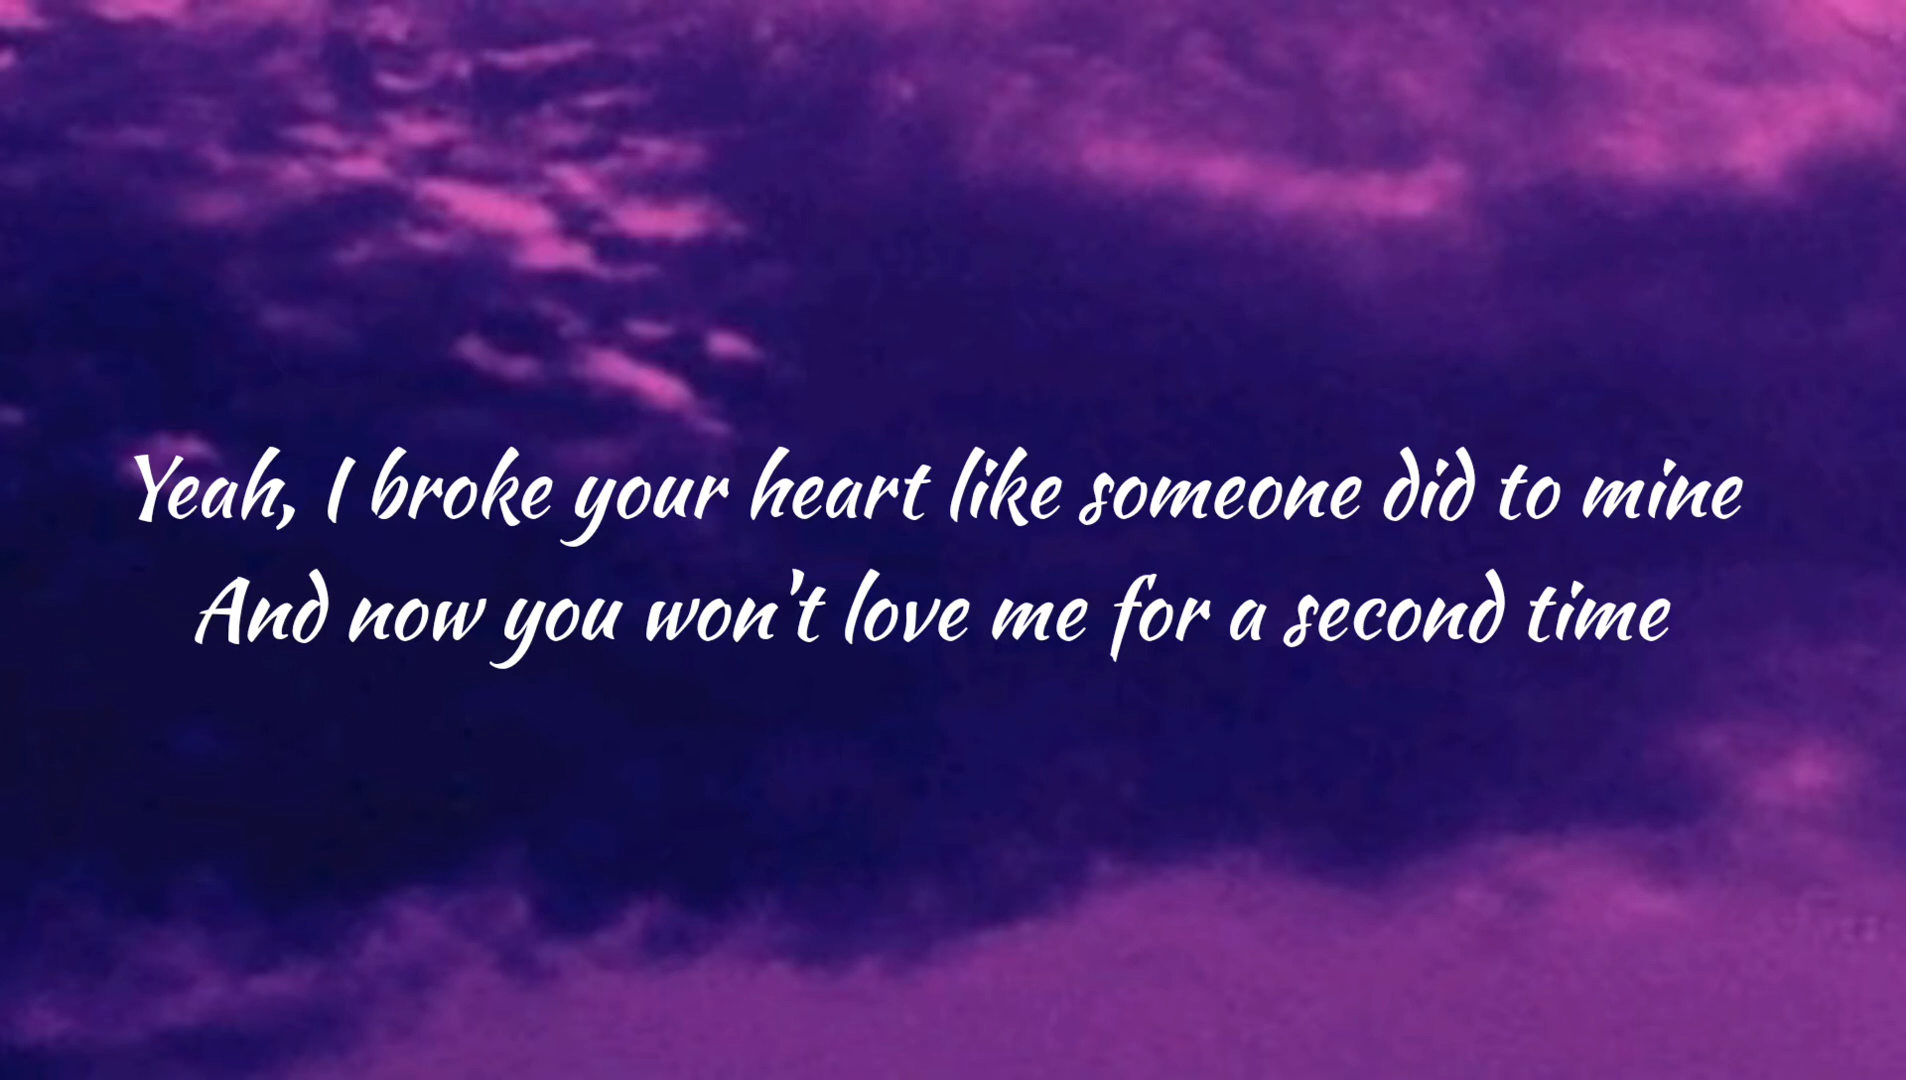 Yeah, I broke your heart like someone did to mine
And now you won't love me for a second time